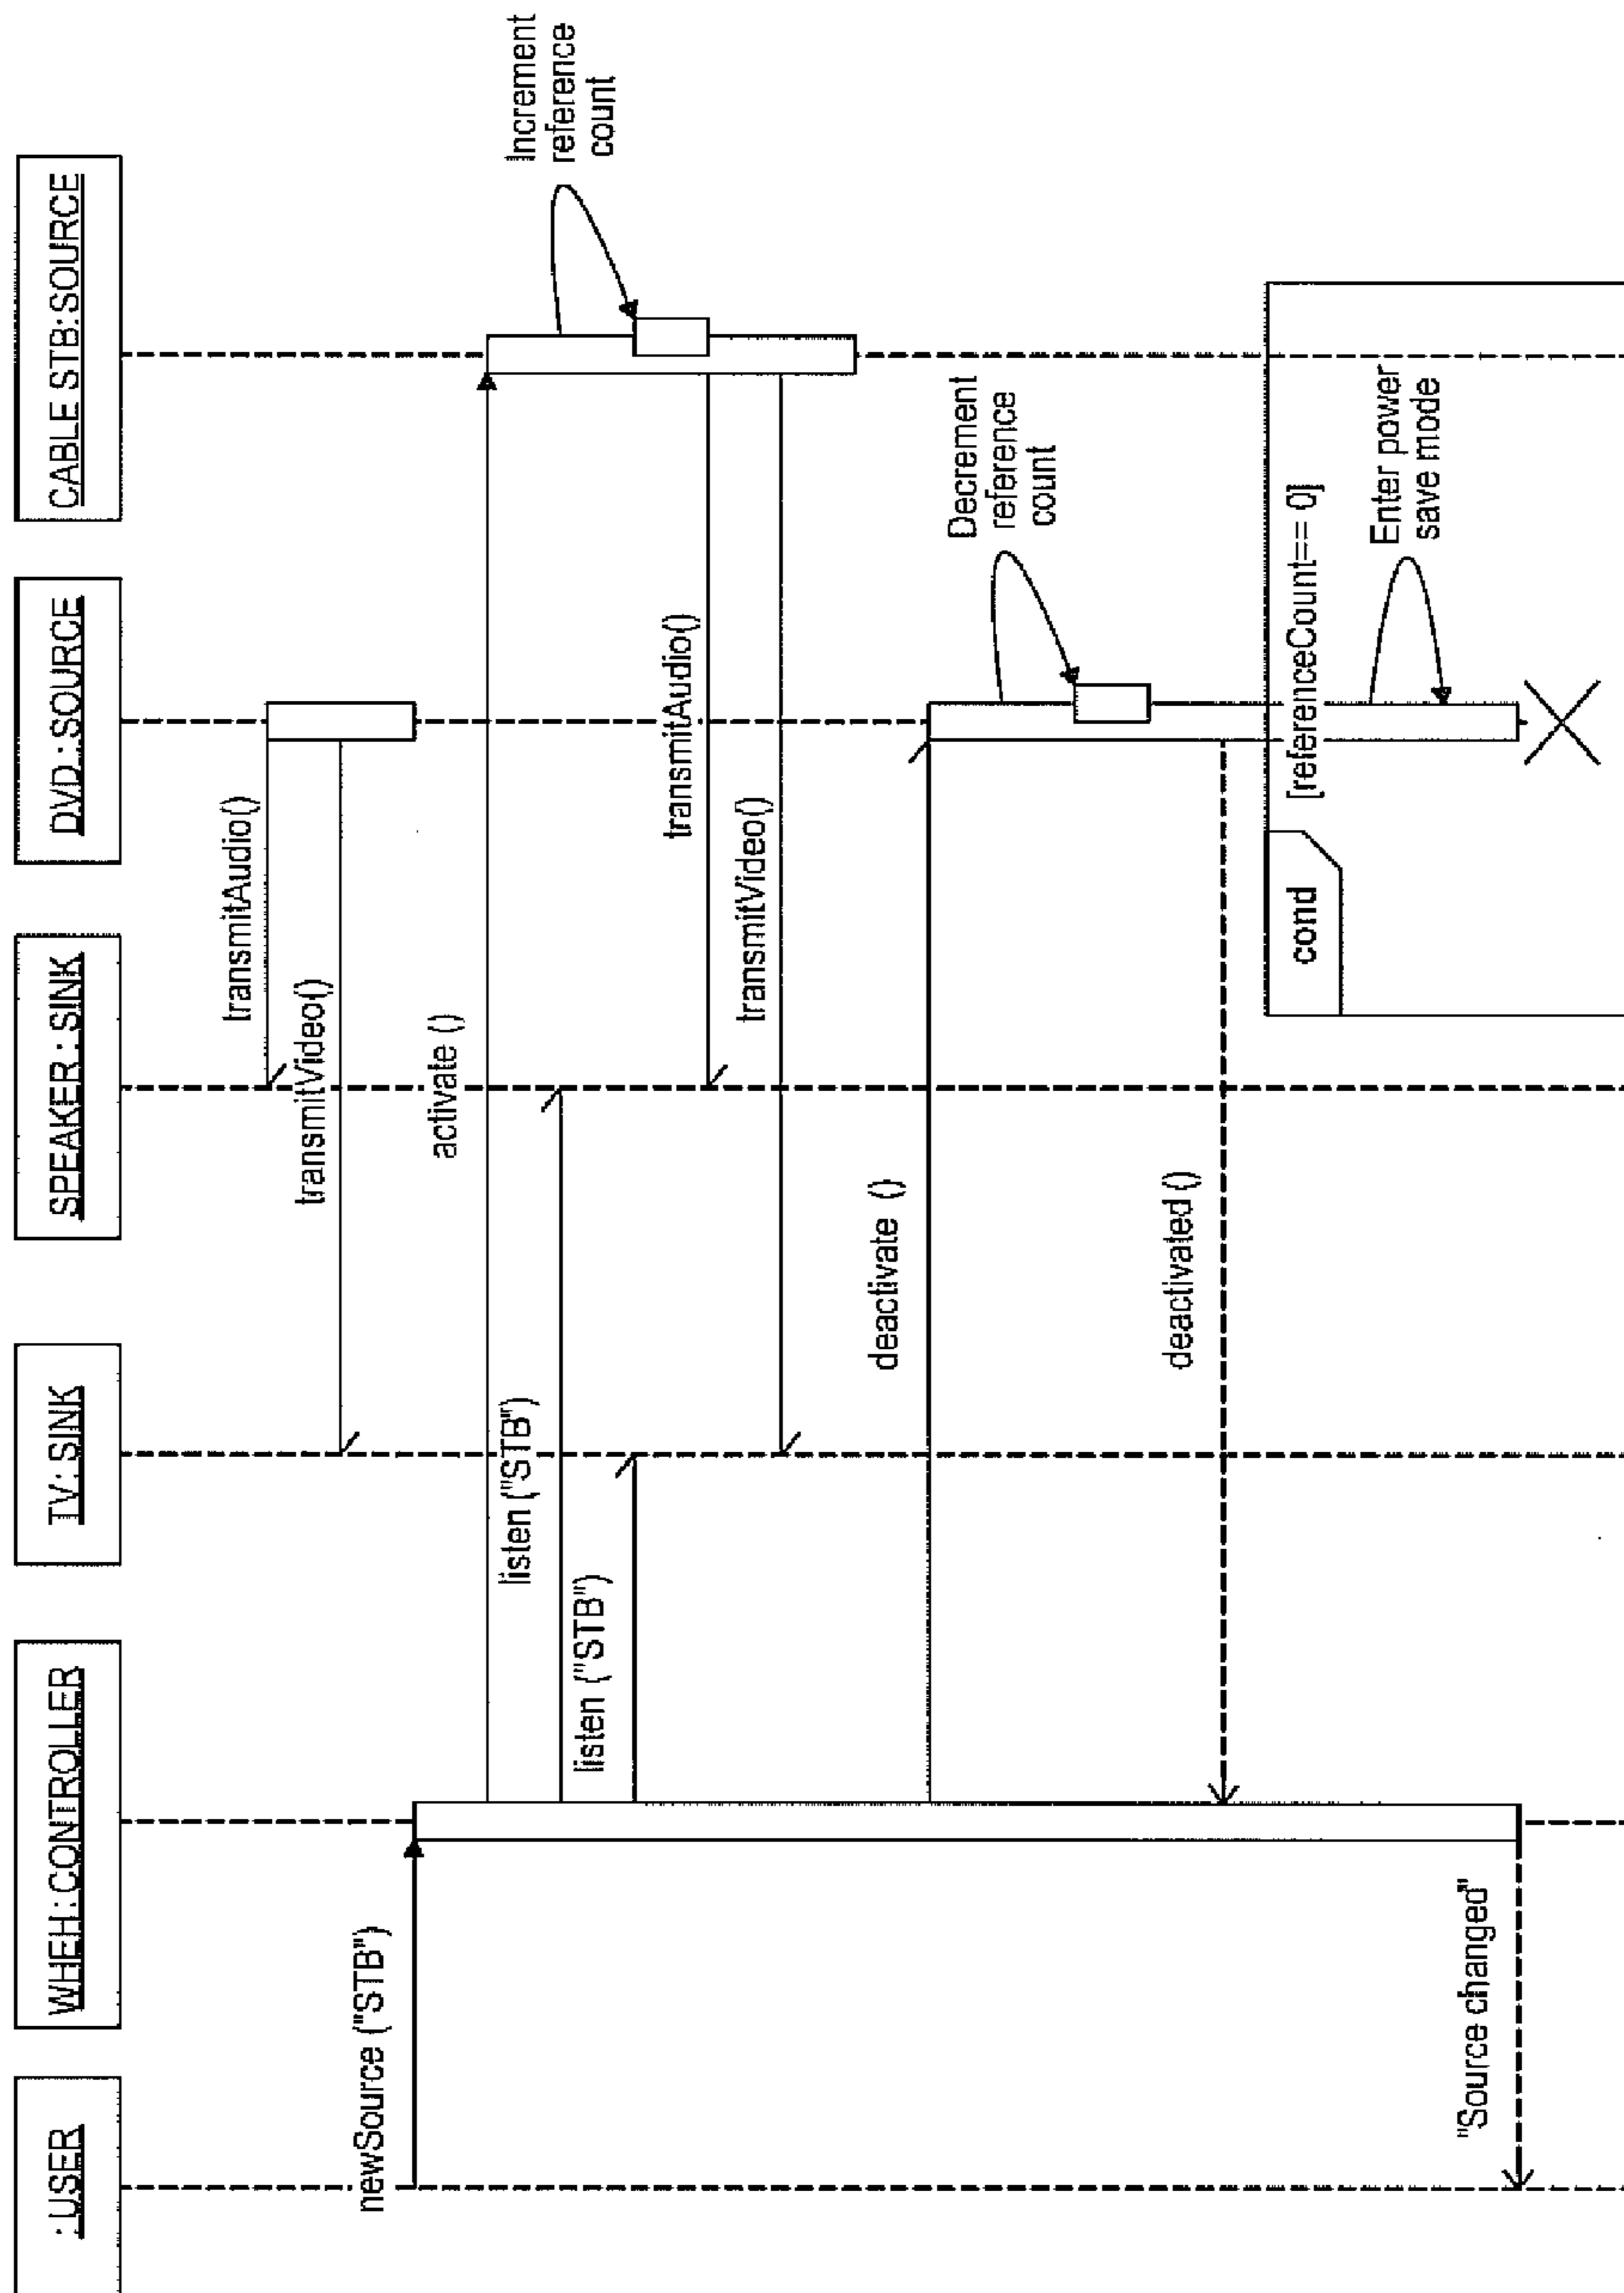 :USER
WHEH:CONTROLLER
TV:SINK
SPEAKER:SINK
DVD:SOURCE
CABLE STB:SOURCE
transmitAudio()
transmitVideo()
newSource ("STB")
activate ()
listen ("STB")
Increment
reference
count
listen ("STB")
transmitAudio()
transmitVideo()
deactivate ()
Decrement
reference
count
deactivated ()
cond
[referenceCount== 0]
Enter power
save mode
"Source changed"